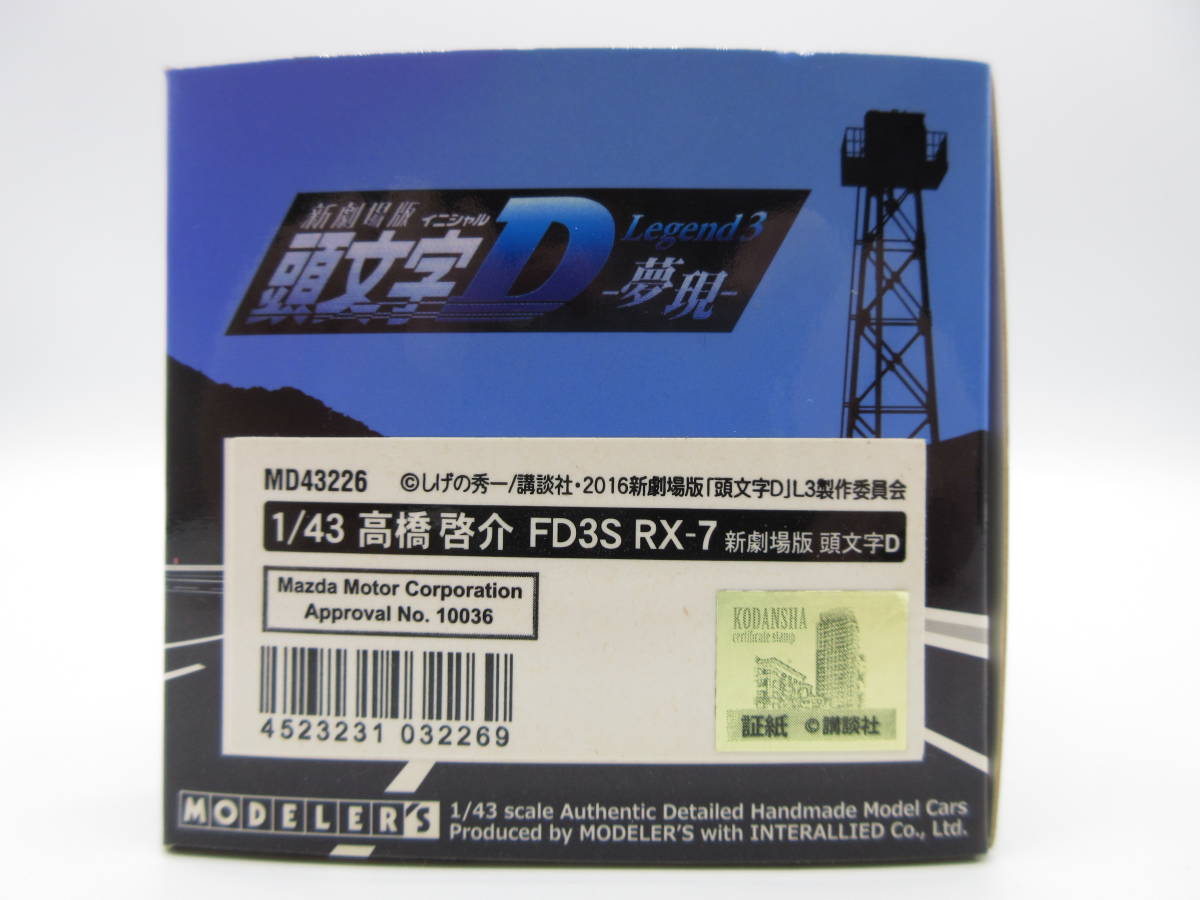 新劇場版 イニシャル
頭文字D
Legend 3
-夢現-
MD43226 ©しげの秀一/講談社・2016新劇場版「頭文字D」L3製作委員会
1/43 高橋 啓介 FD3S RX-7 新劇場版 頭文字D
Mazda Motor Corporation
Approval No. 10036
KODANSHA
certificate stamp
証紙 ©講談社
4523231 032269
MODELER'S
1/43 scale Authentic Detailed Handmade Model Cars
Produced by MODELER'S with INTERALLIED Co., Ltd.